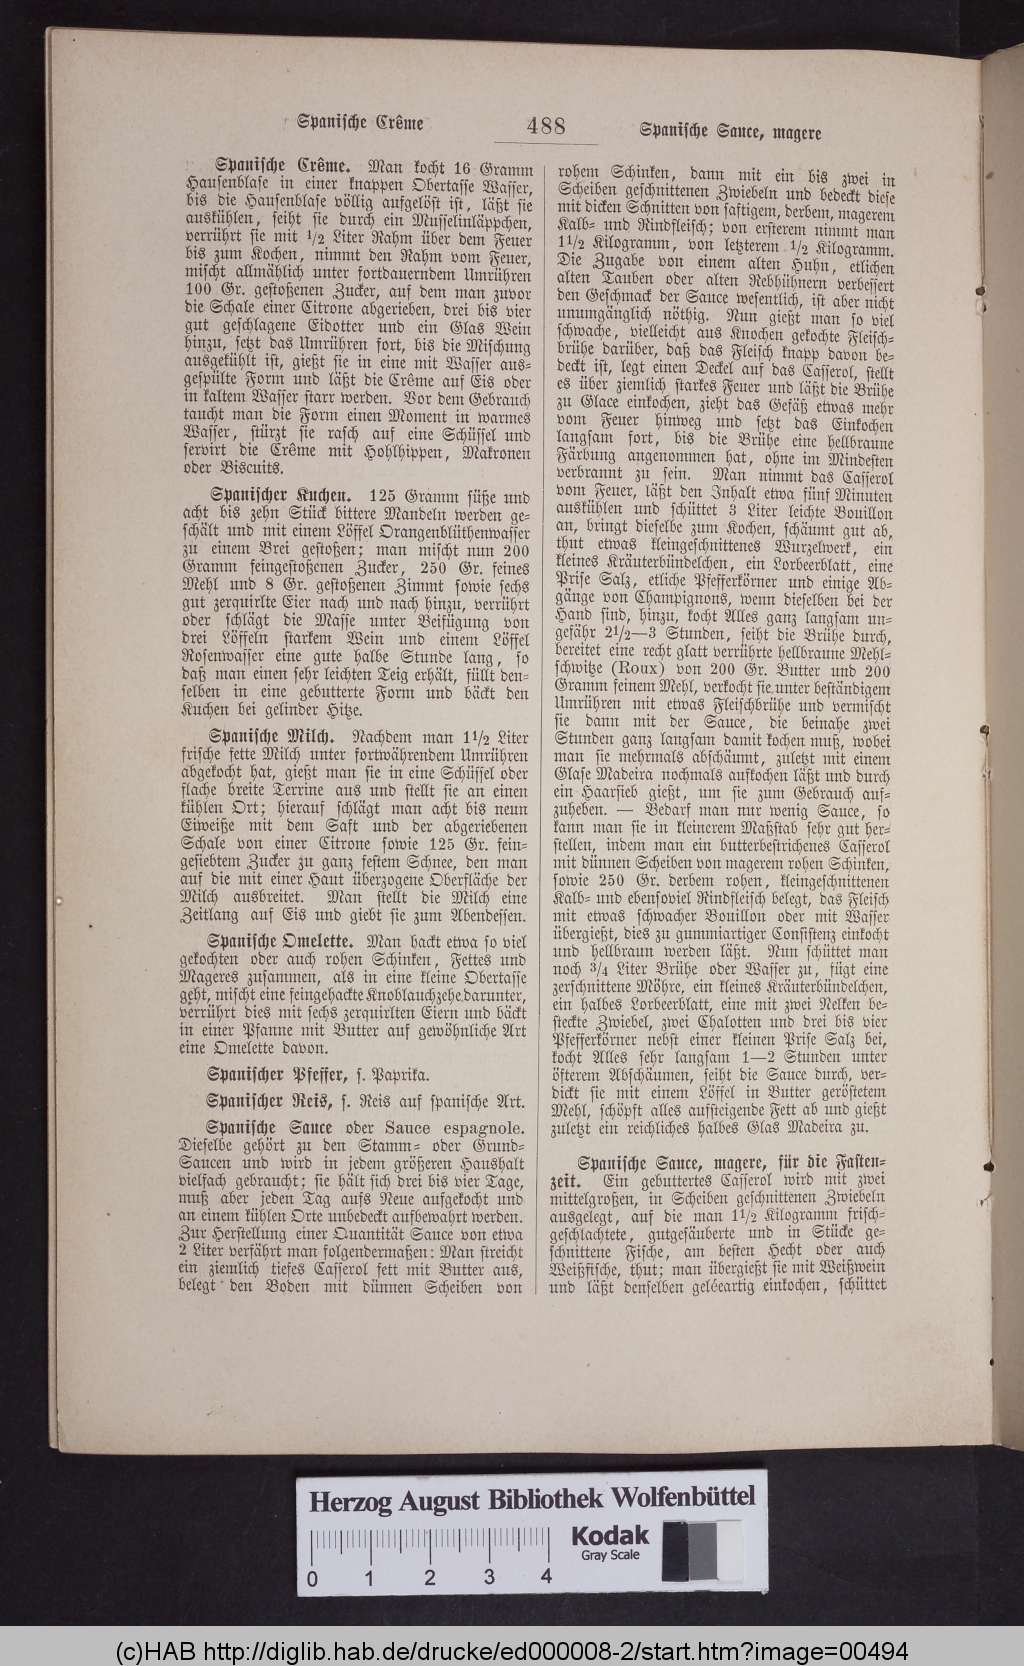 Spanische Crême
488
Spanische Sauce, magere
Spanische Crême. Man kocht 16 Gramm
Hausenblase in einer knappen Obertasse Wasser,
bis die Hausenblase völlig aufgelöst ist, läßt sie
auskühlen, seiht sie durch ein Musselinläppchen,
verrührt sie mit 1/2 Liter Rahm über dem Feuer
bis zum Kochen, nimmt den Rahm vom Feuer,
mischt allmählich unter fortdauerndem Umrühren
100 Gr. gestoßenen Zucker, auf dem man zuvor
die Schale einer Citrone abgerieben, drei bis vier
gut geschlagene Eidotter und ein Glas Wein
hinzu, setzt das Umrühren fort, bis die Mischung
ausgekühlt ist, gießt sie in eine mit Wasser aus-
gespülte Form und läßt die Crême auf Eis oder
in kaltem Wasser starr werden. Vor dem Gebrauch
taucht man die Form einen Moment in warmes
Wasser, stürzt sie rasch auf eine Schüssel und
servirt die Crême mit Hohlhippen, Makronen
oder Biscuits.
Spanischer Kuchen. 125 Gramm süße und
acht bis zehn Stück bittere Mandeln werden ge-
schält und mit einem Löffel Orangenblüthenwasser
zu einem Brei gestoßen; man mischt nun 200
Gramm feingestoßenen Zucker, 250 Gr. feines
Mehl und 8 Gr. gestoßenen Zimmt sowie sechs
gut zerquirlte Eier nach und nach hinzu, verrührt
oder schlägt die Masse unter Beifügung von
drei Löffeln starkem Wein und einem Löffel
Rosenwasser eine gute halbe Stunde lang, so
daß man einen sehr leichten Teig erhält, füllt den-
selben in eine gebutterte Form und bäckt den
Kuchen bei gelinder Hitze.
Spanische Milch. Nachdem man 1 1/2 Liter
frische fette Milch unter fortwährendem Umrühren
abgekocht hat, gießt man sie in eine Schüssel oder
flache breite Terrine aus und stellt sie an einen
kühlen Ort; hierauf schlägt man acht bis neun
Eiweiße mit dem Saft und der abgeriebenen
Schale von einer Citrone sowie 125 Gr. fein-
gesiebtem Zucker zu ganz festem Schnee, den man
auf die mit einer Haut überzogene Oberfläche der
Milch ausbreitet. Man stellt die Milch eine
Zeitlang auf Eis und giebt sie zum Abendessen.
Spanische Omelette. Man hackt etwa so viel
gekochten oder auch rohen Schinken, Fettes und
Mageres zusammen, als in eine kleine Obertasse
geht, mischt eine feingehackte Knoblauchzehe darunter,
verrührt dies mit sechs zerquirlten Eiern und bäckt
in einer Pfanne mit Butter auf gewöhnliche Art
eine Omelette davon.
Spanischer Pfeffer, s. Paprika.
Spanischer Reis, s. Reis auf spanische Art.
Spanische Sauce oder Sauce espagnole.
Dieselbe gehört zu den Stamm- oder Grund-
Saucen und wird in jedem größeren Haushalt
vielfach gebraucht; sie hält sich drei bis vier Tage,
muß aber jeden Tag aufs Neue aufgekocht und
an einem kühlen Orte unbedeckt aufbewahrt werden.
Zur Herstellung einer Quantität Sauce von etwa
2 Liter verfährt man folgendermaßen: Man streicht
ein ziemlich tiefes Casserol fett mit Butter aus,
belegt den Boden mit dünnen Scheiben von
rohem Schinken, dann mit ein bis zwei in
Scheiben geschnittenen Zwiebeln und bedeckt diese
mit dicken Schnitten von saftigem, derbem, magerem
Kalb- und Rindfleisch; von ersterem nimmt man
1 1/2 Kilogramm, von letzterem 1/2 Kilogramm.
Die Zugabe von einem alten Huhn, etlichen
alten Tauben oder alten Rebhühnern verbessert
den Geschmack der Sauce wesentlich, ist aber nicht
unumgänglich nöthig. Nun gießt man so viel
schwache, vielleicht aus Knochen gekochte Fleisch-
brühe darüber, daß das Fleisch knapp davon be-
deckt ist, legt einen Deckel auf das Casserol, stellt
es über ziemlich starkes Feuer und läßt die Brühe
zu Glace einkochen, zieht das Gefäß etwas mehr
vom Feuer hinweg und setzt das Einkochen
langsam fort, bis die Brühe eine hellbraune
Färbung angenommen hat, ohne im Mindesten
verbrannt zu sein. Man nimmt das Casserol
vom Feuer, läßt den Inhalt etwa fünf Minuten
auskühlen und schüttet 3 Liter leichte Bouillon
an, bringt dieselbe zum Kochen, schäumt gut ab,
thut etwas kleingeschnittenes Wurzelwerk, ein
kleines Kräuterbündelchen, ein Lorbeerblatt, eine
Prise Salz, etliche Pfefferkörner und einige Ab-
gänge von Champignons, wenn dieselben bei der
Hand sind, hinzu, kocht Alles ganz langsam un-
gefähr 2 1/2—3 Stunden, seiht die Brühe durch,
bereitet eine recht glatt verrührte hellbraune Mehl-
schwitze (Roux) von 200 Gr. Butter und 200
Gramm feinem Mehl, verkocht sie unter beständigem
Umrühren mit etwas Fleischbrühe und vermischt
sie dann mit der Sauce, die beinahe zwei
Stunden ganz langsam damit kochen muß, wobei
man sie mehrmals abschäumt, zuletzt mit einem
Glase Madeira nochmals aufkochen läßt und durch
ein Haarsieb gießt, um sie zum Gebrauch auf-
zuheben. — Bedarf man nur wenig Sauce, so
kann man sie in kleinerem Maßstab sehr gut her-
stellen, indem man ein butterbestrichenes Casserol
mit dünnen Scheiben von magerem rohen Schinken,
sowie 250 Gr. derbem rohen, kleingeschnittenen
Kalb- und ebensoviel Rindfleisch belegt, das Fleisch
mit etwas schwacher Bouillon oder mit Wasser
übergießt, dies zu gummiartiger Consistenz einkocht
und hellbraun werden läßt. Nun schüttet man
noch 3/4 Liter Brühe oder Wasser zu, fügt eine
zerschnittene Möhre, ein kleines Kräuterbündelchen,
ein halbes Lorbeerblatt, eine mit zwei Nelken be-
steckte Zwiebel, zwei Chalotten und drei bis vier
Pfefferkörner nebst einer kleinen Prise Salz bei,
kocht Alles sehr langsam 1—2 Stunden unter
öfterem Abschäumen, seiht die Sauce durch, ver-
dickt sie mit einem Löffel in Butter geröstetem
Mehl, schöpft alles aufsteigende Fett ab und gießt
zuletzt ein reichliches halbes Glas Madeira zu.
Spanische Sauce, magere, für die Fasten-
zeit. Ein gebuttertes Casserol wird mit zwei
mittelgroßen, in Scheiben geschnittenen Zwiebeln
ausgelegt, auf die man 1 1/2 Kilogramm frisch-
geschlachtete, gutgesäuberte und in Stücke ge-
schnittene Fische, am besten Hecht oder auch
Weißfische, thut; man übergießt sie mit Weißwein
und läßt denselben geléeartig einkochen, schüttet
Herzog August Bibliothek Wolfenbüttel
Kodak
Gray Scale
0 1 2 3 4
(c)HAB http://diglib.hab.de/drucke/ed000008-2/start.htm?image=00494